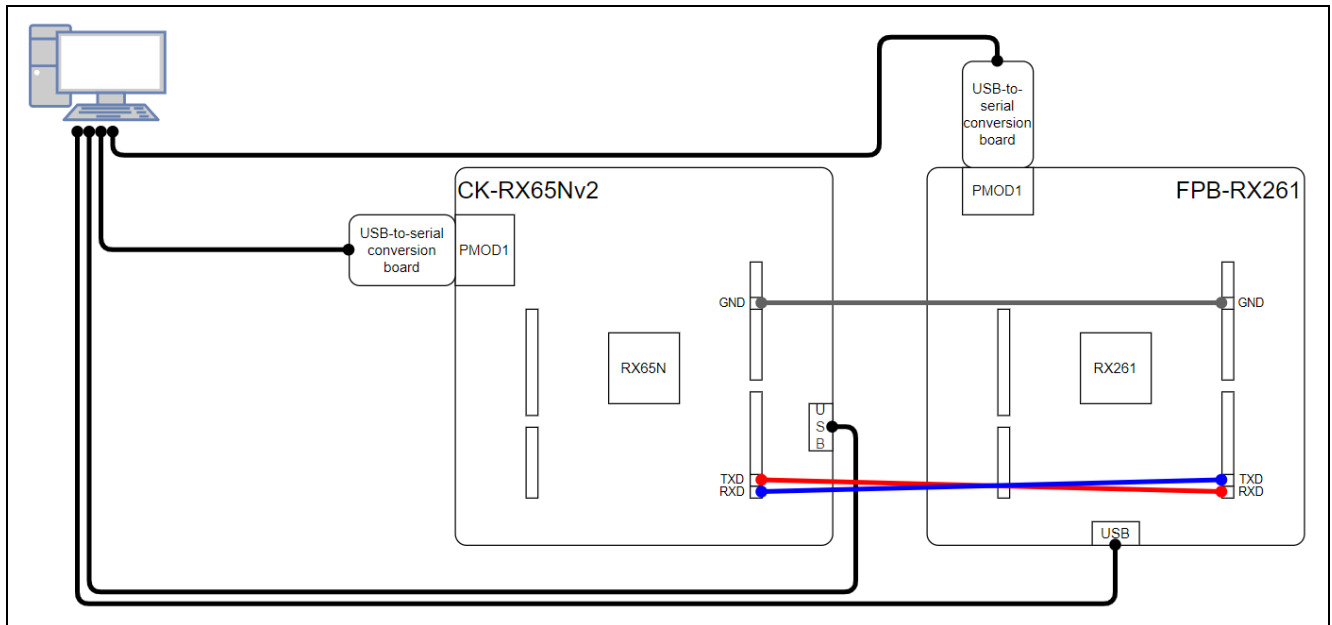 USB-to-
serial
conversion
board
CK-RX65Nv2
PMOD1
FPB-RX261
USB-to-serial
conversion
board
PMOD1
GND
GND
RX65N
RX261
U
S
B
TXD
RXD
TXD
RXD
USB